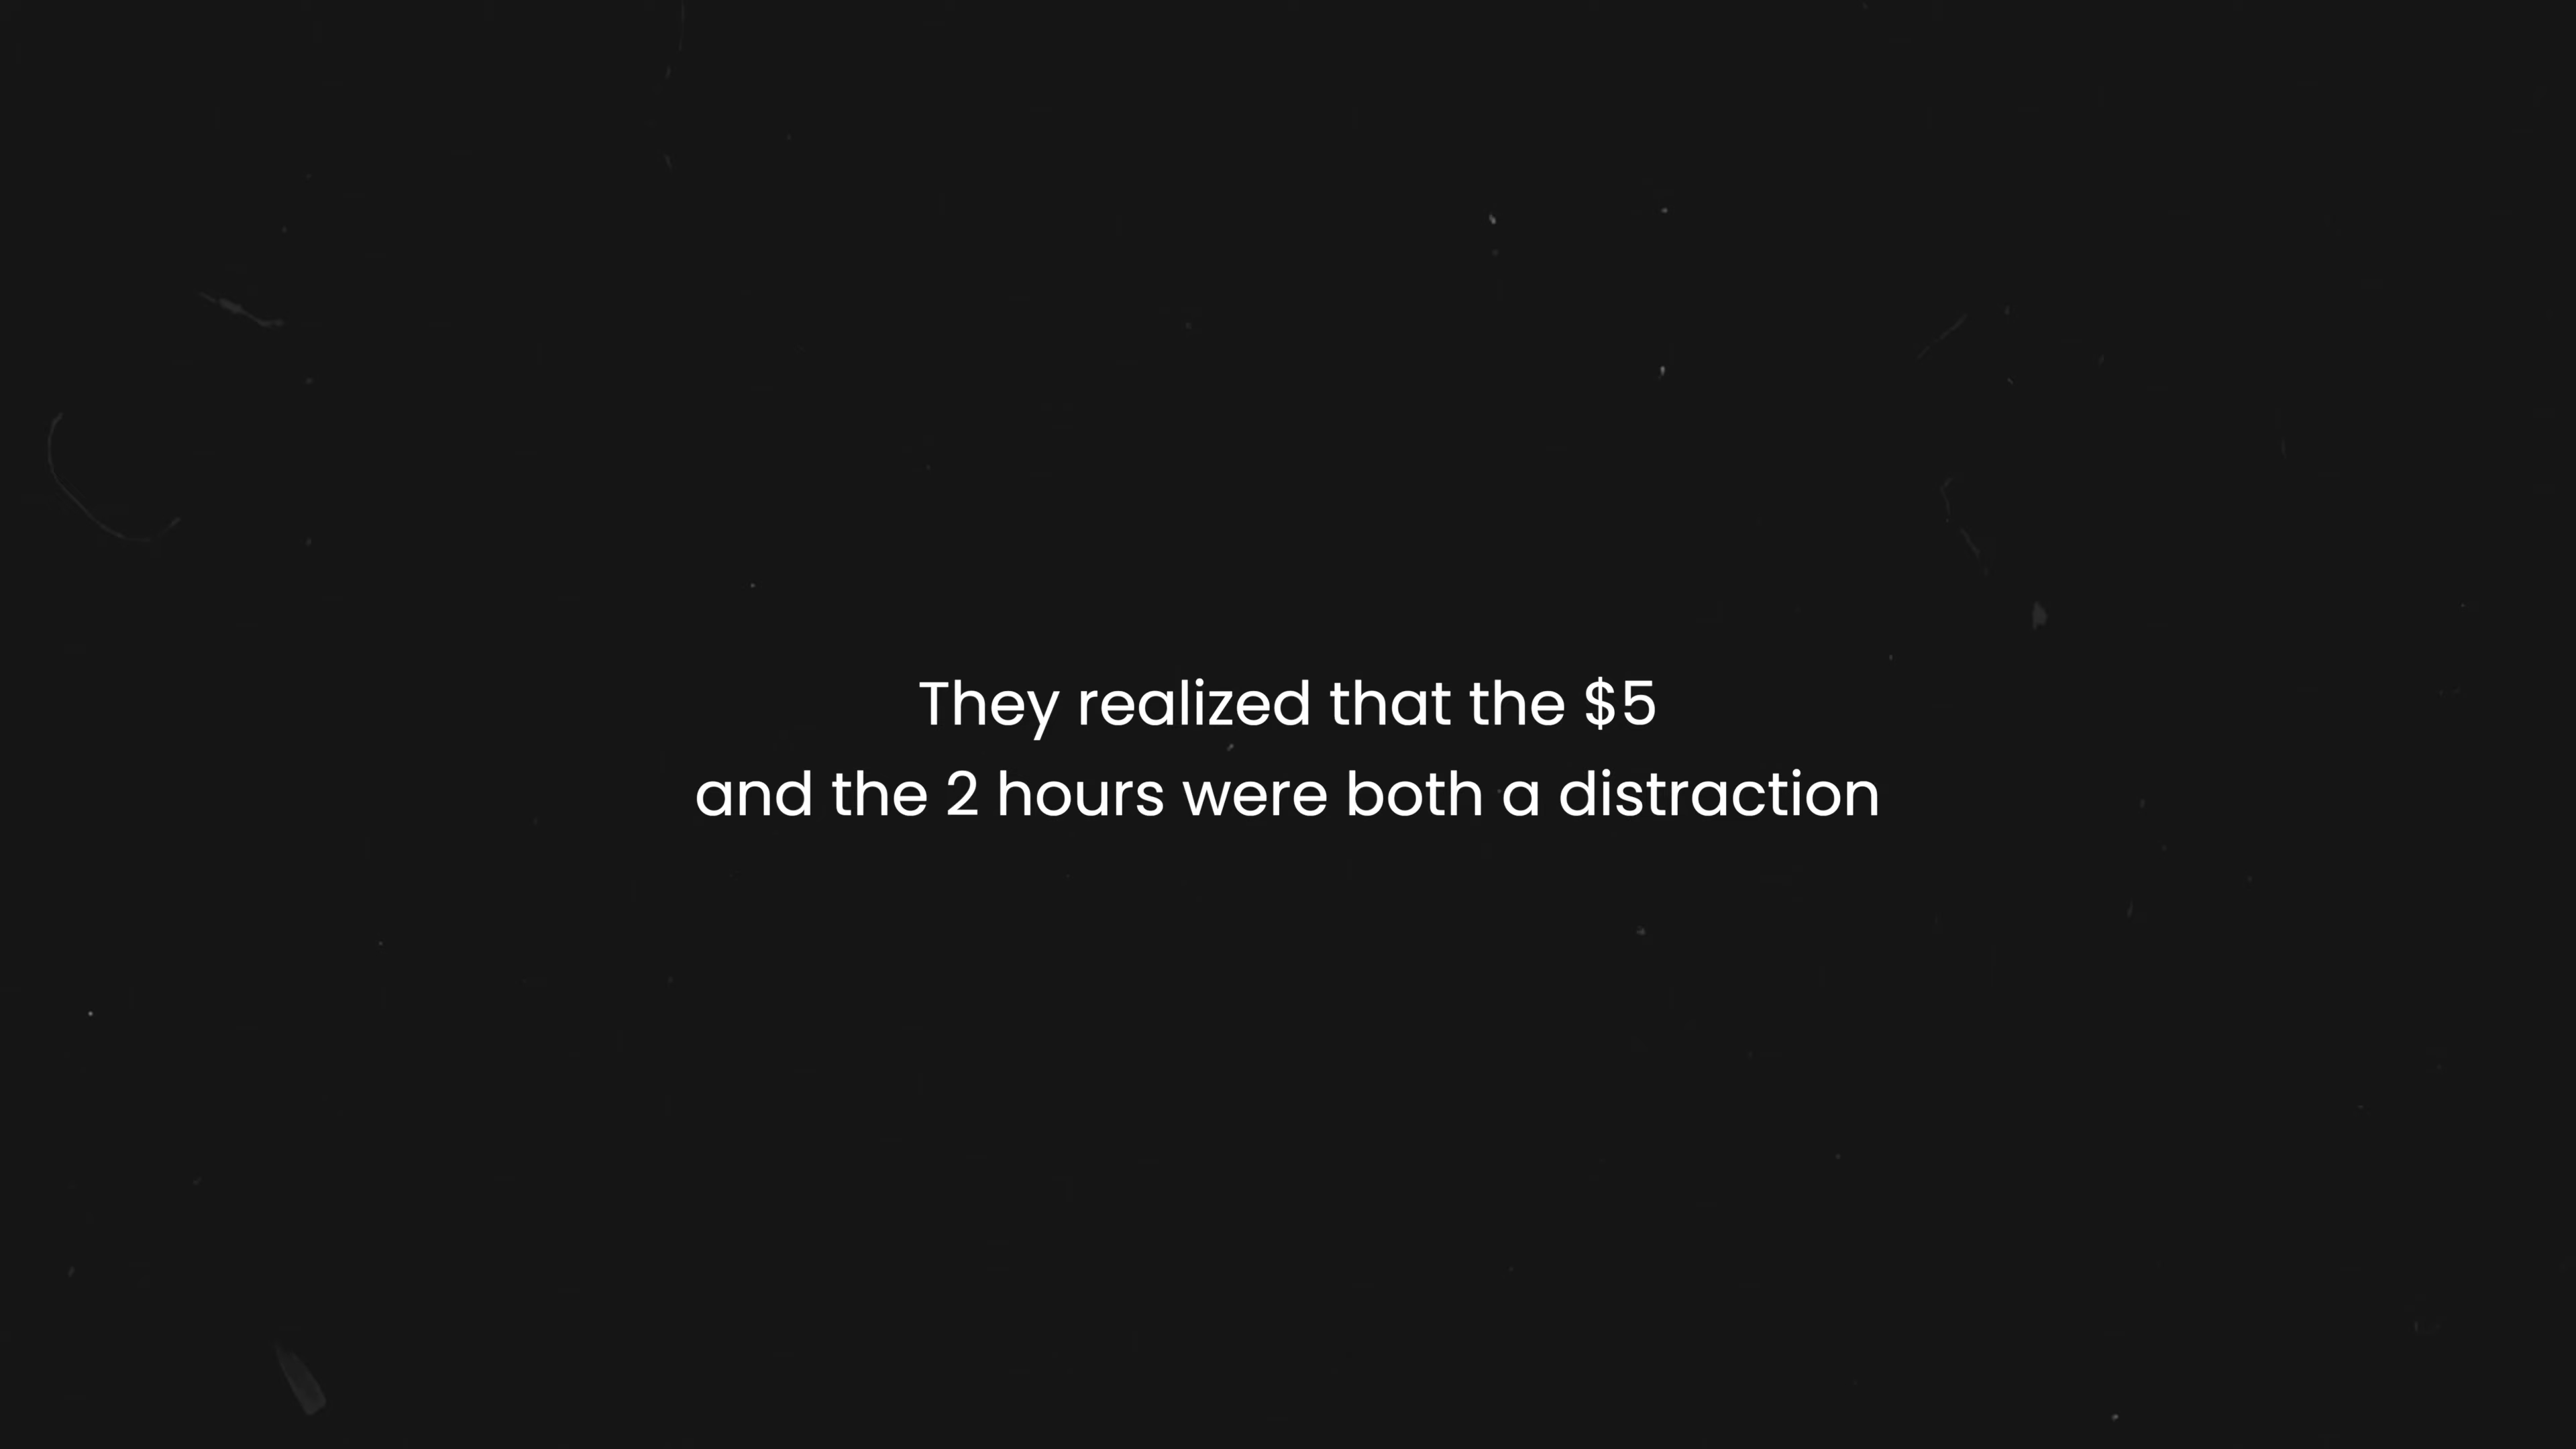 They realized that the $5
and the 2 hours were both a distraction